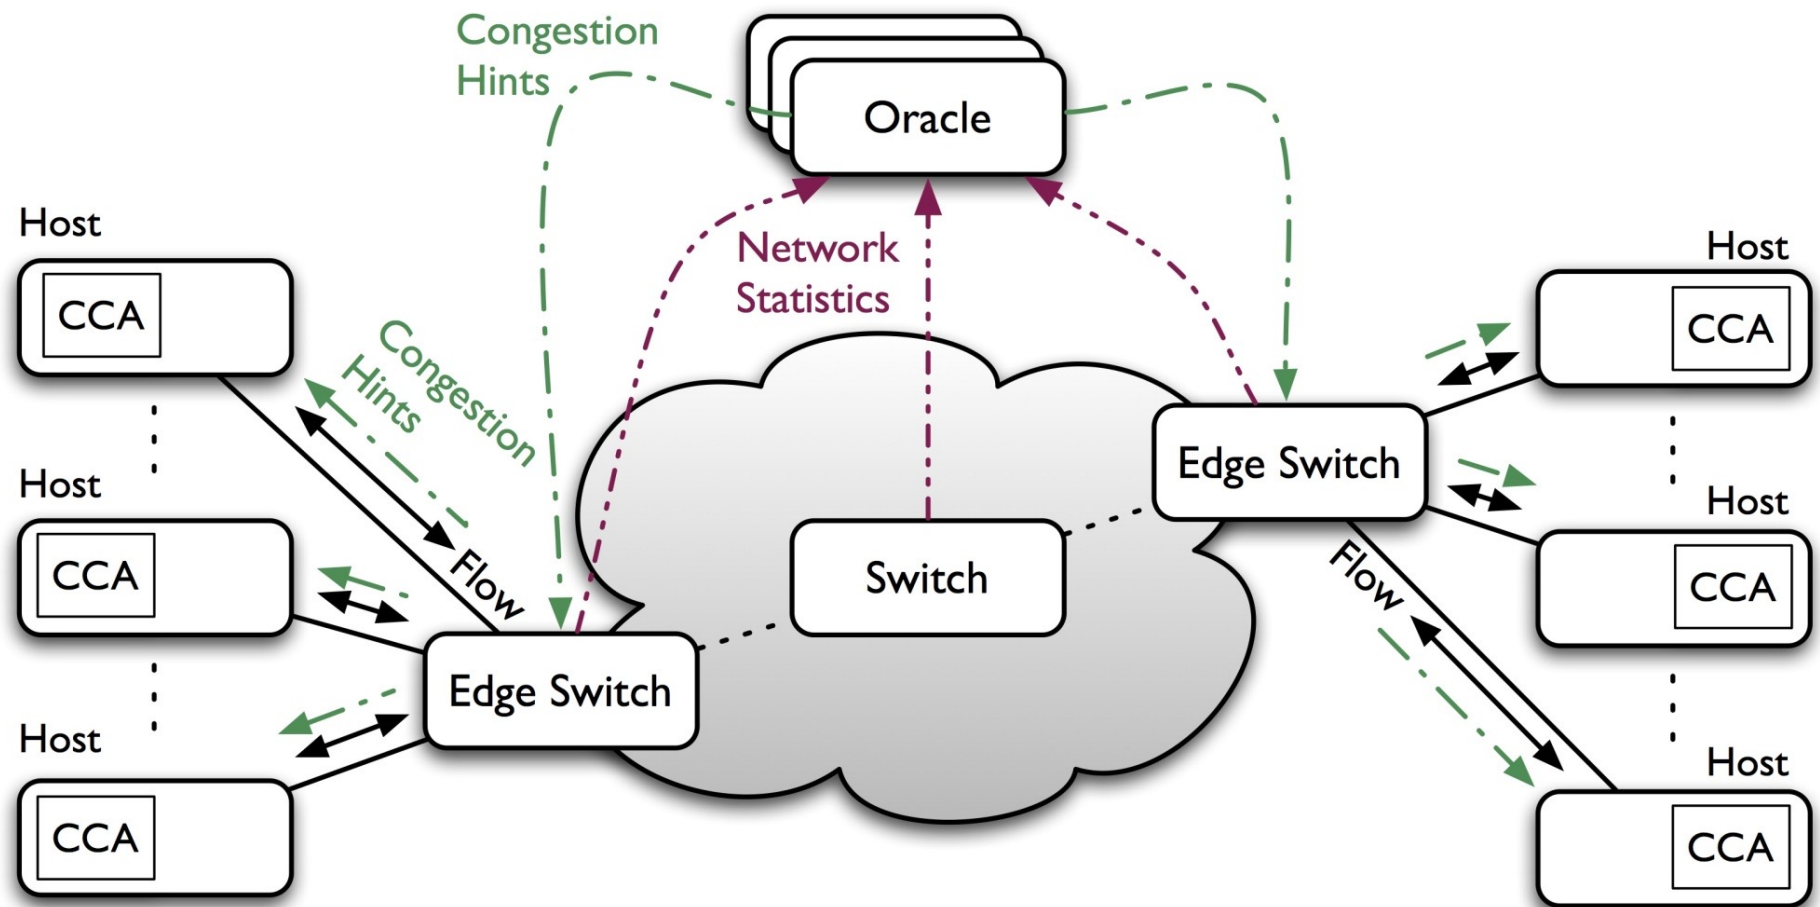 Congestion
Hints
Oracle
Host
CCA
Network
Statistics
Host
CCA
Congestion
Hints
Edge Switch
Host
CCA
Flow
Switch
Flow
Host
CCA
Edge Switch
Host
CCA
Host
CCA